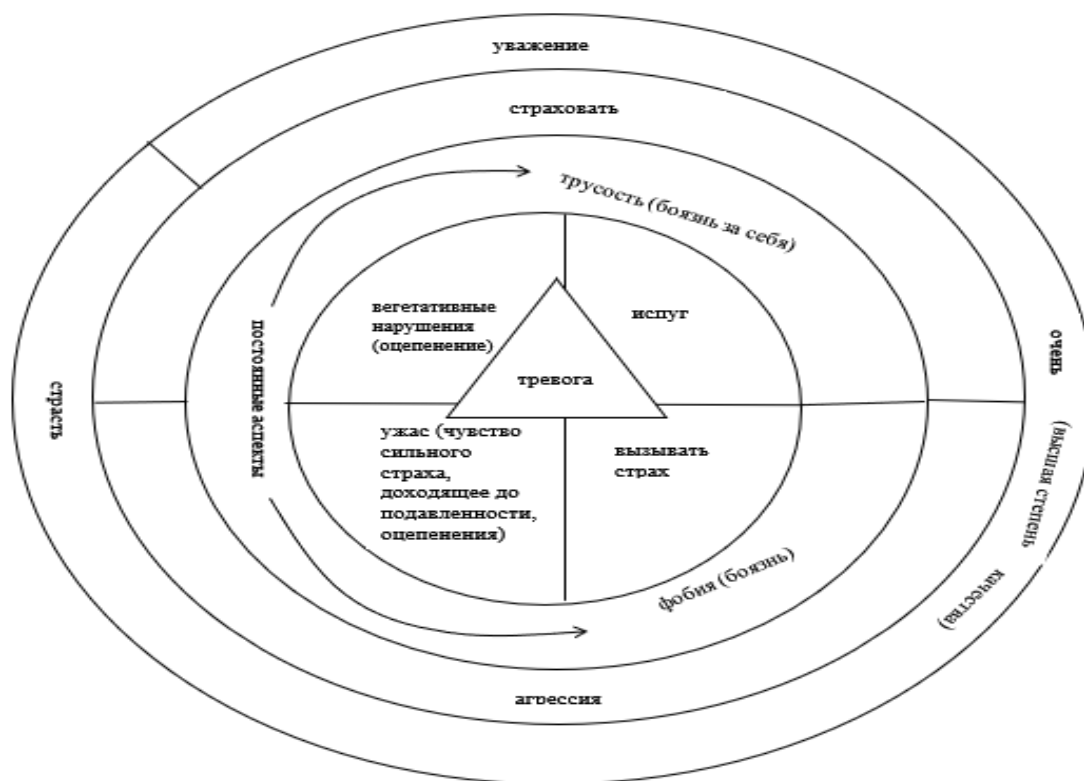 уважение
страховать
трусость (боязнь за себя)
вегетативные
нарушения
(оцепенение)
испуг
тревога
постоянные аспекты
страсть
очень
(высшая степень
качества)
ужас (чувство
сильного
страха,
доходящее до
подавленности,
оцепенения)
вызывать
страх
фобия (боязнь)
агрессия